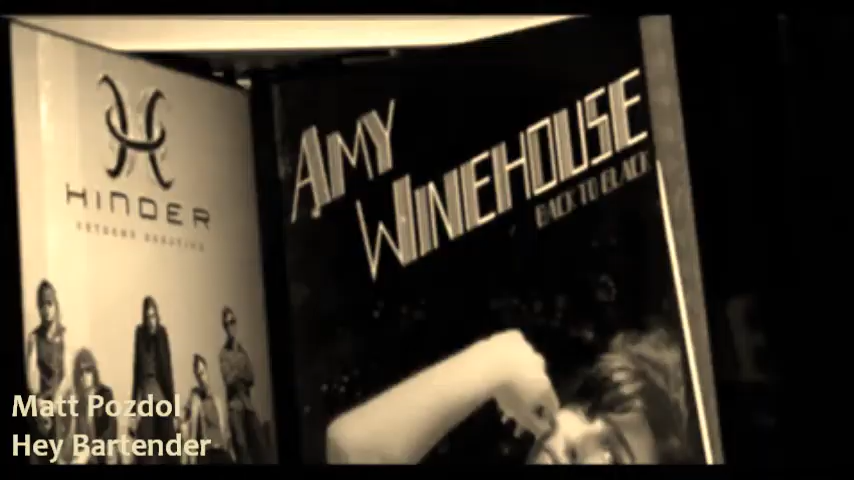 HINDER
EXTREME BEHAVIOR
AMY
WINEHOUSE
BACK TO BLACK
Matt Pozdol
Hey Bartender